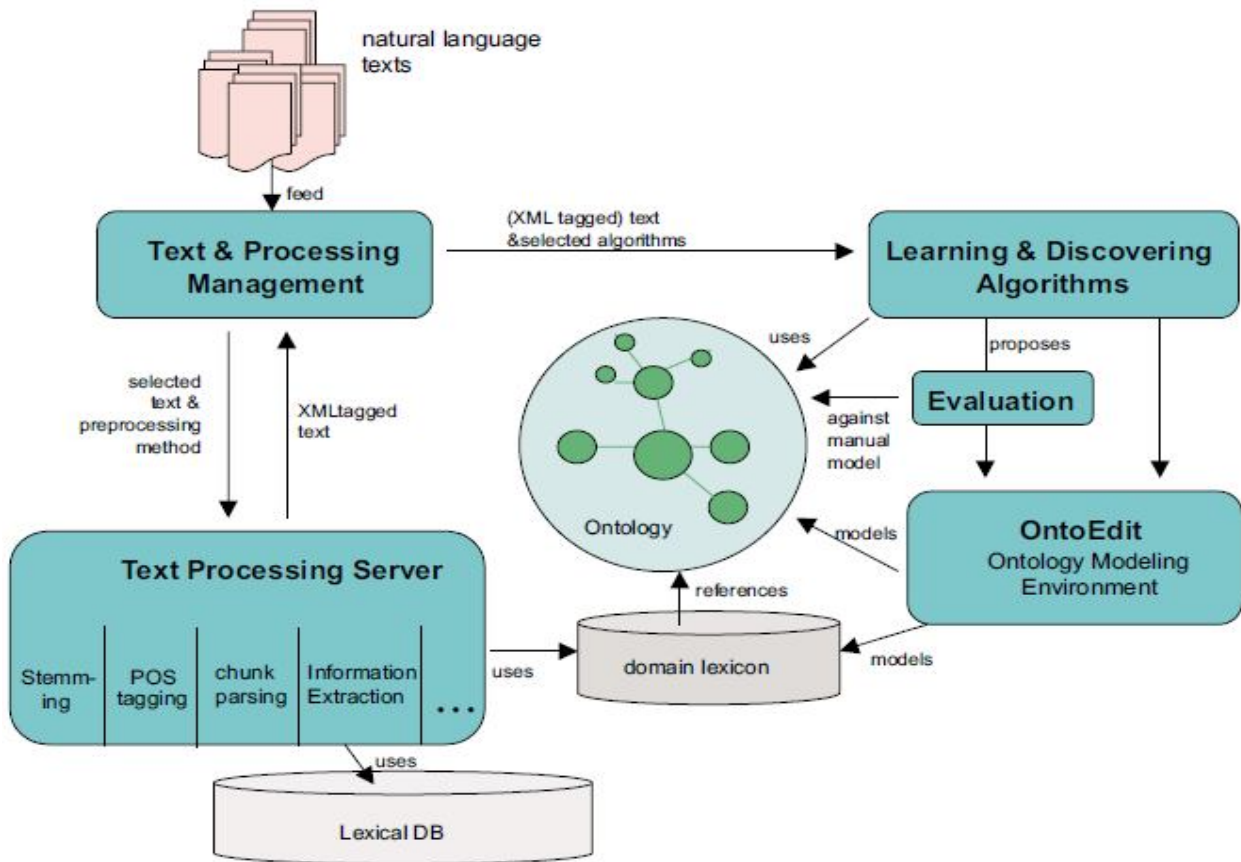 natural language
texts
feed
Text & Processing
Management
(XML tagged) text
&selected algorithms
Learning & Discovering
Algorithms
uses
proposes
selected
text &
preprocessing
method
XMLtagged
text
Evaluation
against
manual
model
Ontology
models
OntoEdit
Ontology Modeling
Environment
Text Processing Server
references
Stemm-
ing
POS
tagging
chunk
parsing
Information
Extraction
...
uses
domain lexicon
models
uses
Lexical DB